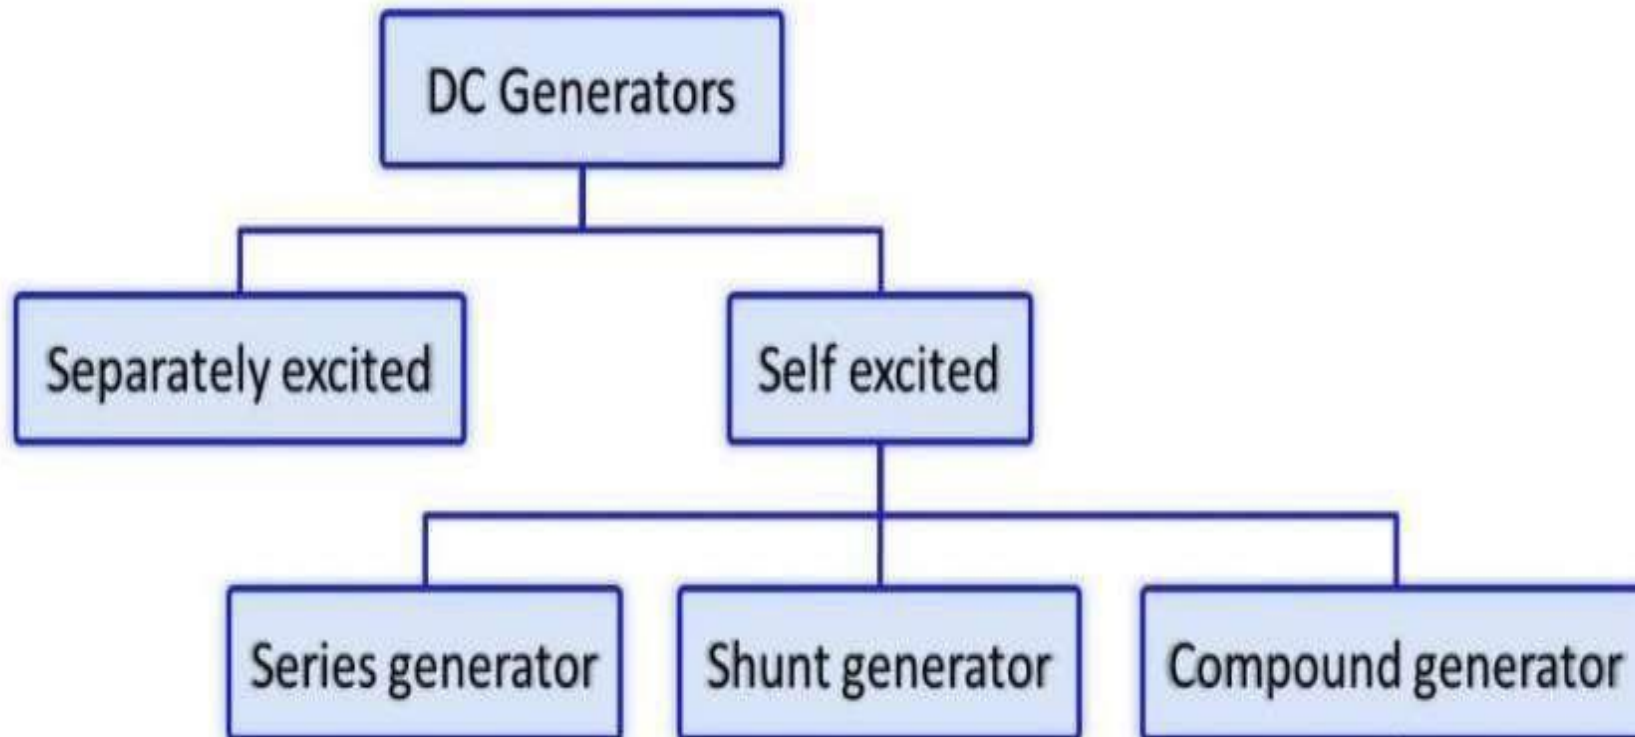 DC Generators
Separately excited
Self excited
Series generator
Shunt generator
Compound generator